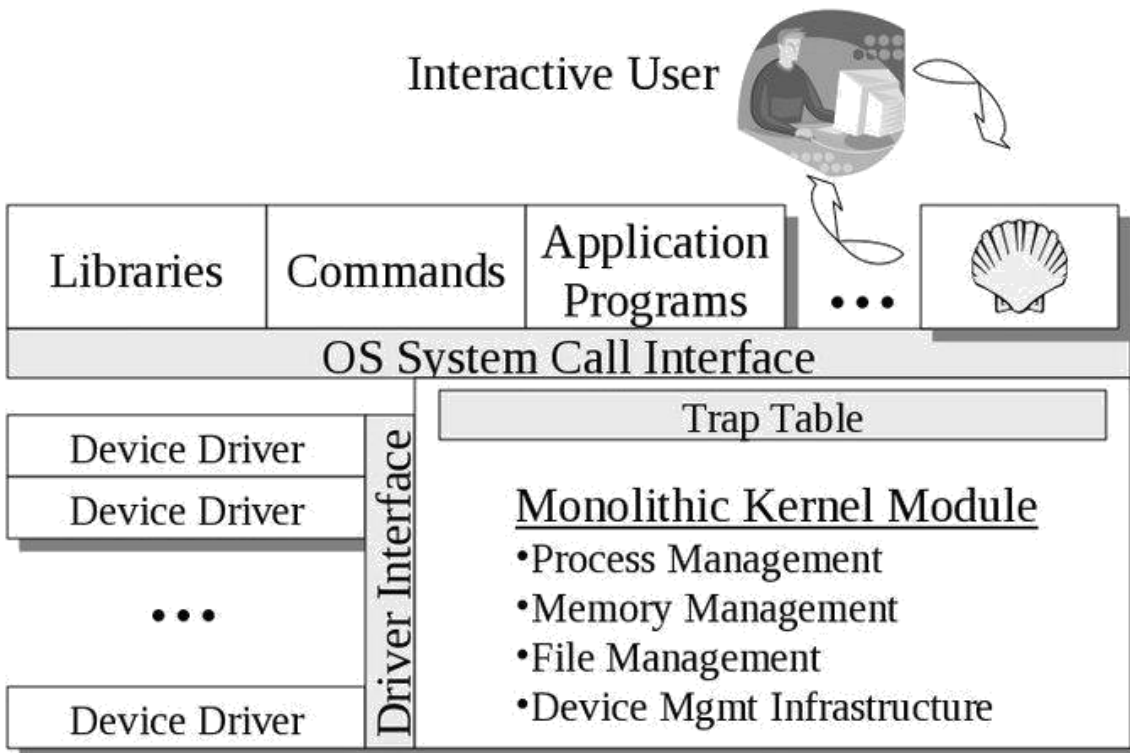 Interactive User
Libraries
Commands
Application
Programs
•••
OS System Call Interface
Trap Table
Device Driver
Device Driver
•••
Device Driver
Driver Interface
Monolithic Kernel Module
•Process Management
•Memory Management
•File Management
•Device Mgmt Infrastructure